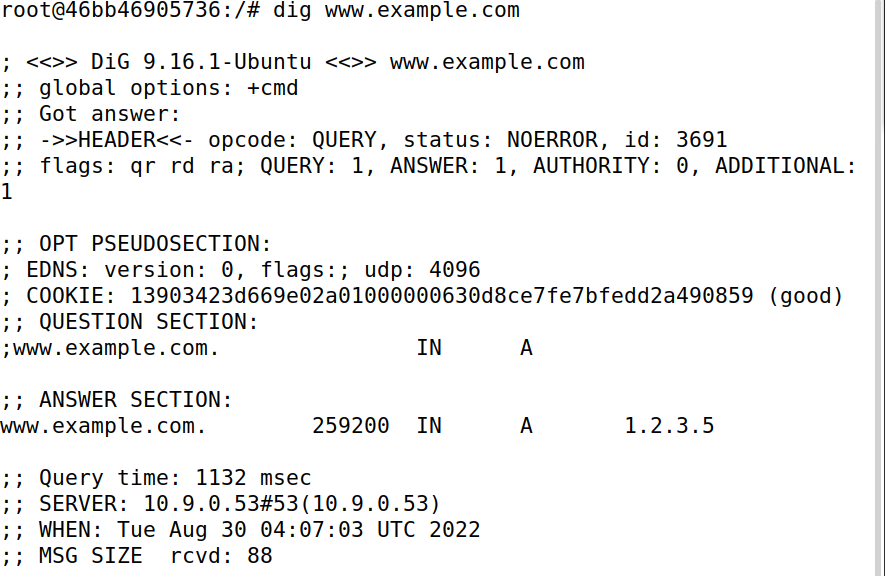 root@46bb46905736:/# dig www.example.com
; <<>> DiG 9.16.1-Ubuntu <<>> www.example.com
;; global options: +cmd
;; Got answer:
;; ->>HEADER<<- opcode: QUERY, status: NOERROR, id: 3691
;; flags: qr rd ra; QUERY: 1, ANSWER: 1, AUTHORITY: 0, ADDITIONAL:
1
;; OPT PSEUDOSECTION:
; EDNS: version: 0, flags:; udp: 4096
; COOKIE: 13903423d669e02a01000000630d8ce7fe7bfedd2a490859 (good)
;; QUESTION SECTION:
;www.example.com.               IN      A
;; ANSWER SECTION:
www.example.com.        259200  IN      A       1.2.3.5
;; Query time: 1132 msec
;; SERVER: 10.9.0.53#53(10.9.0.53)
;; WHEN: Tue Aug 30 04:07:03 UTC 2022
;; MSG SIZE  rcvd: 88